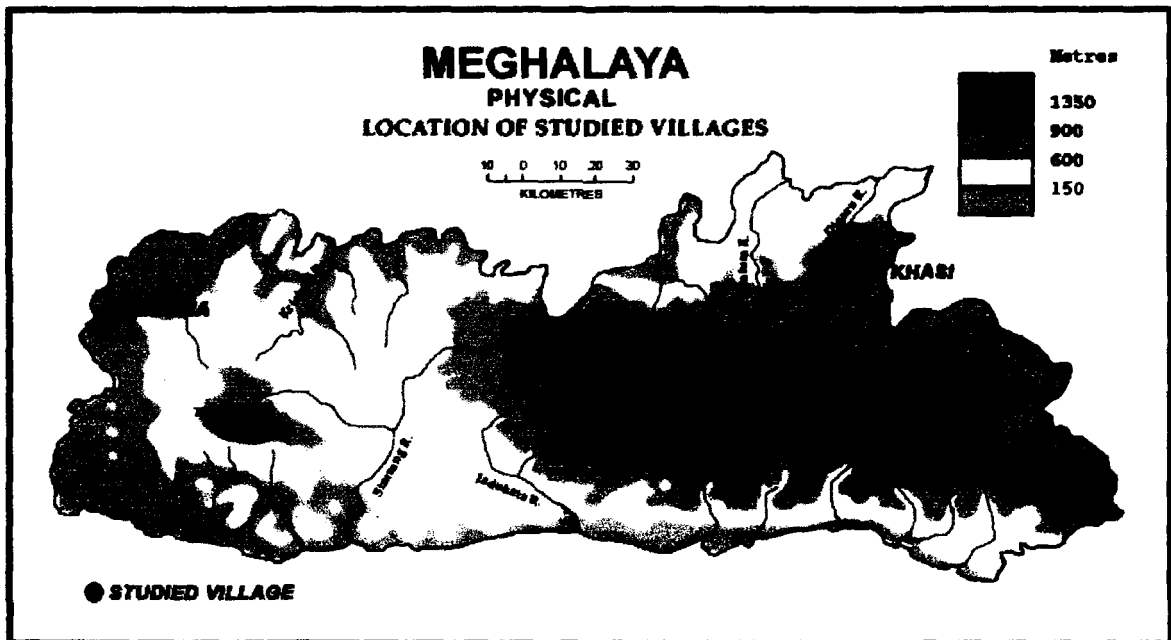 MEGHALAYA
PHYSICAL
LOCATION OF STUDIED VILLAGES
Metres
1350
900
600
150
10 0 10 20 30
KILOMETRES
KHASI
R.
R.
Simsang R.
Jadukata R.
STUDIED VILLAGE